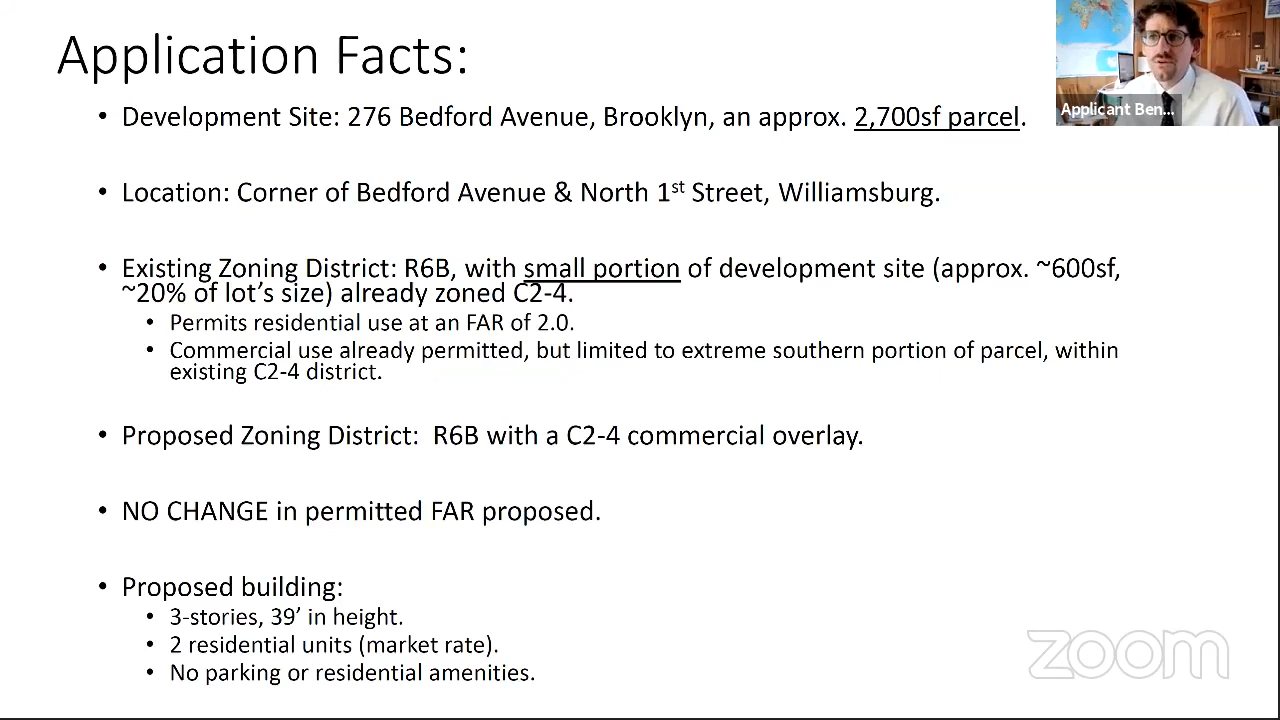 Application Facts:
Applicant Ben...
• Development Site: 276 Bedford Avenue, Brooklyn, an approx. 2,700sf parcel.
• Location: Corner of Bedford Avenue & North 1st Street, Williamsburg.
• Existing Zoning District: R6B, with small portion of development site (approx. ~600sf,
~20% of lot’s size) already zoned C2-4.
• Permits residential use at an FAR of 2.0.
• Commercial use already permitted, but limited to extreme southern portion of parcel, within
existing C2-4 district.
• Proposed Zoning District:  R6B with a C2-4 commercial overlay.
• NO CHANGE in permitted FAR proposed.
• Proposed building:
• 3-stories, 39’ in height.
• 2 residential units (market rate).
• No parking or residential amenities.
zoom